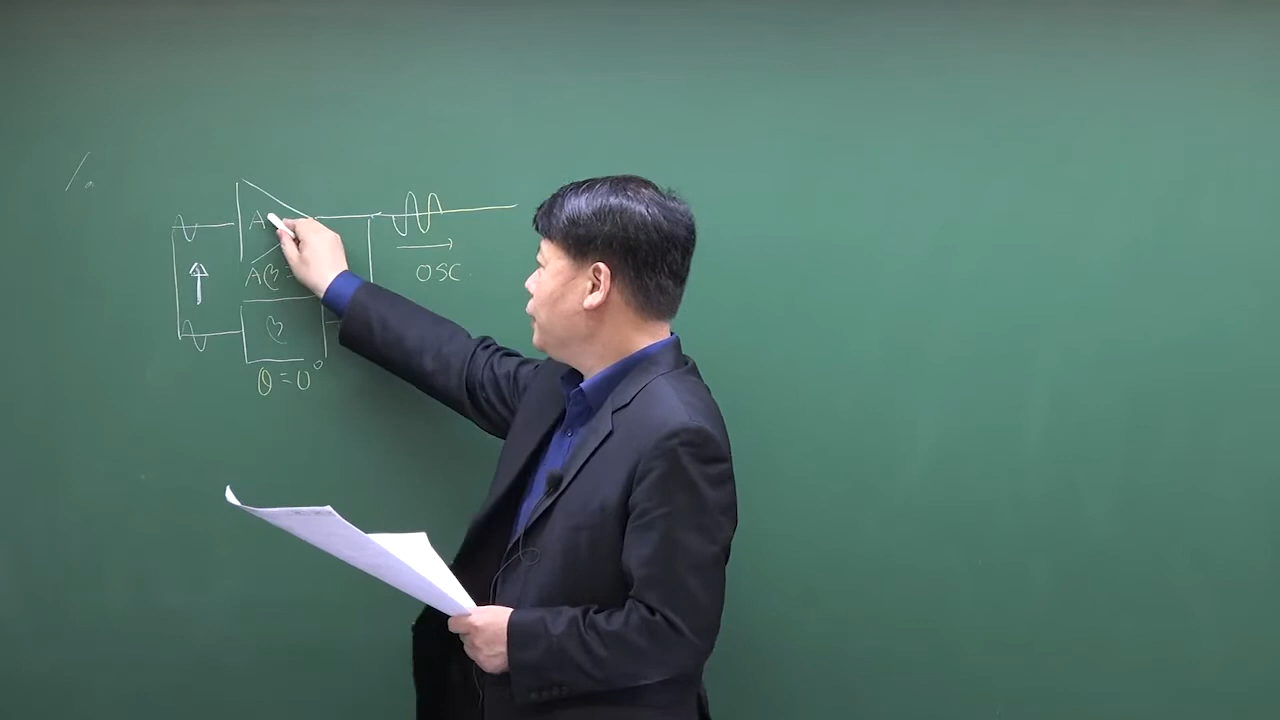 A
OSC
Aβ =
β
θ = 0°